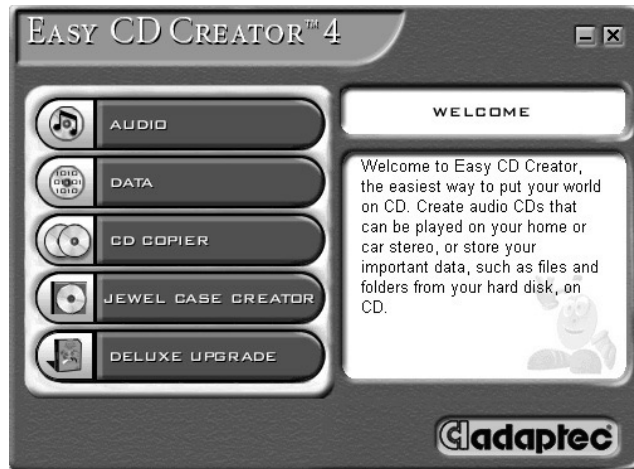 EASY CD CREATOR™ 4
AUDIO
DATA
CD COPIER
JEWEL CASE CREATOR
DELUXE UPGRADE
WELCOME
Welcome to Easy CD Creator,
the easiest way to put your world
on CD. Create audio CDs that
can be played on your home or
car stereo, or store your
important data, such as files and
folders from your hard disk, on
CD.
adaptec